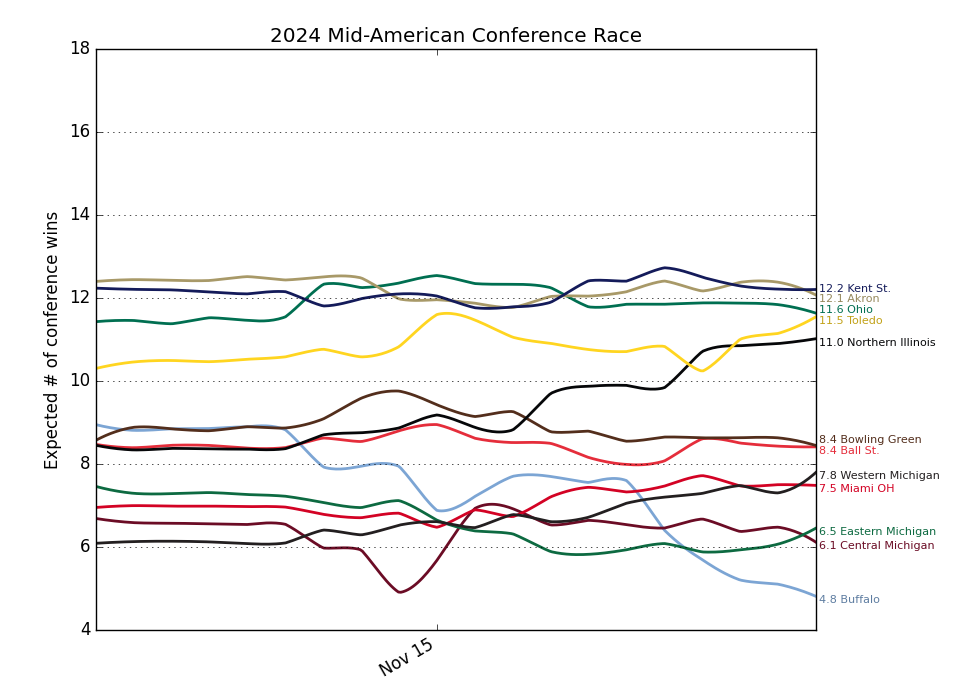 2024 Mid-American Conference Race
Expected # of conference wins
18
16
14
12
10
8
6
4
Nov 15
12.2 Kent St.
12.1 Akron
11.6 Ohio
11.5 Toledo
11.0 Northern Illinois
8.4 Bowling Green
8.4 Ball St.
7.8 Western Michigan
7.5 Miami OH
6.5 Eastern Michigan
6.1 Central Michigan
4.8 Buffalo